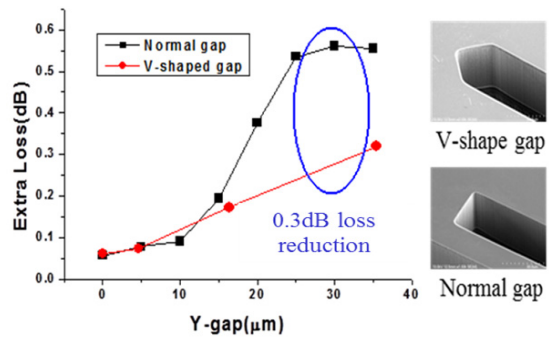 Normal gap
V-shaped gap
Extra Loss(dB)
0.6
0.5
0.4
0.3
0.2
0.1
0.0
0
10
20
30
40
Y-gap(μm)
0.3dB loss
reduction
V-shape gap
Normal gap